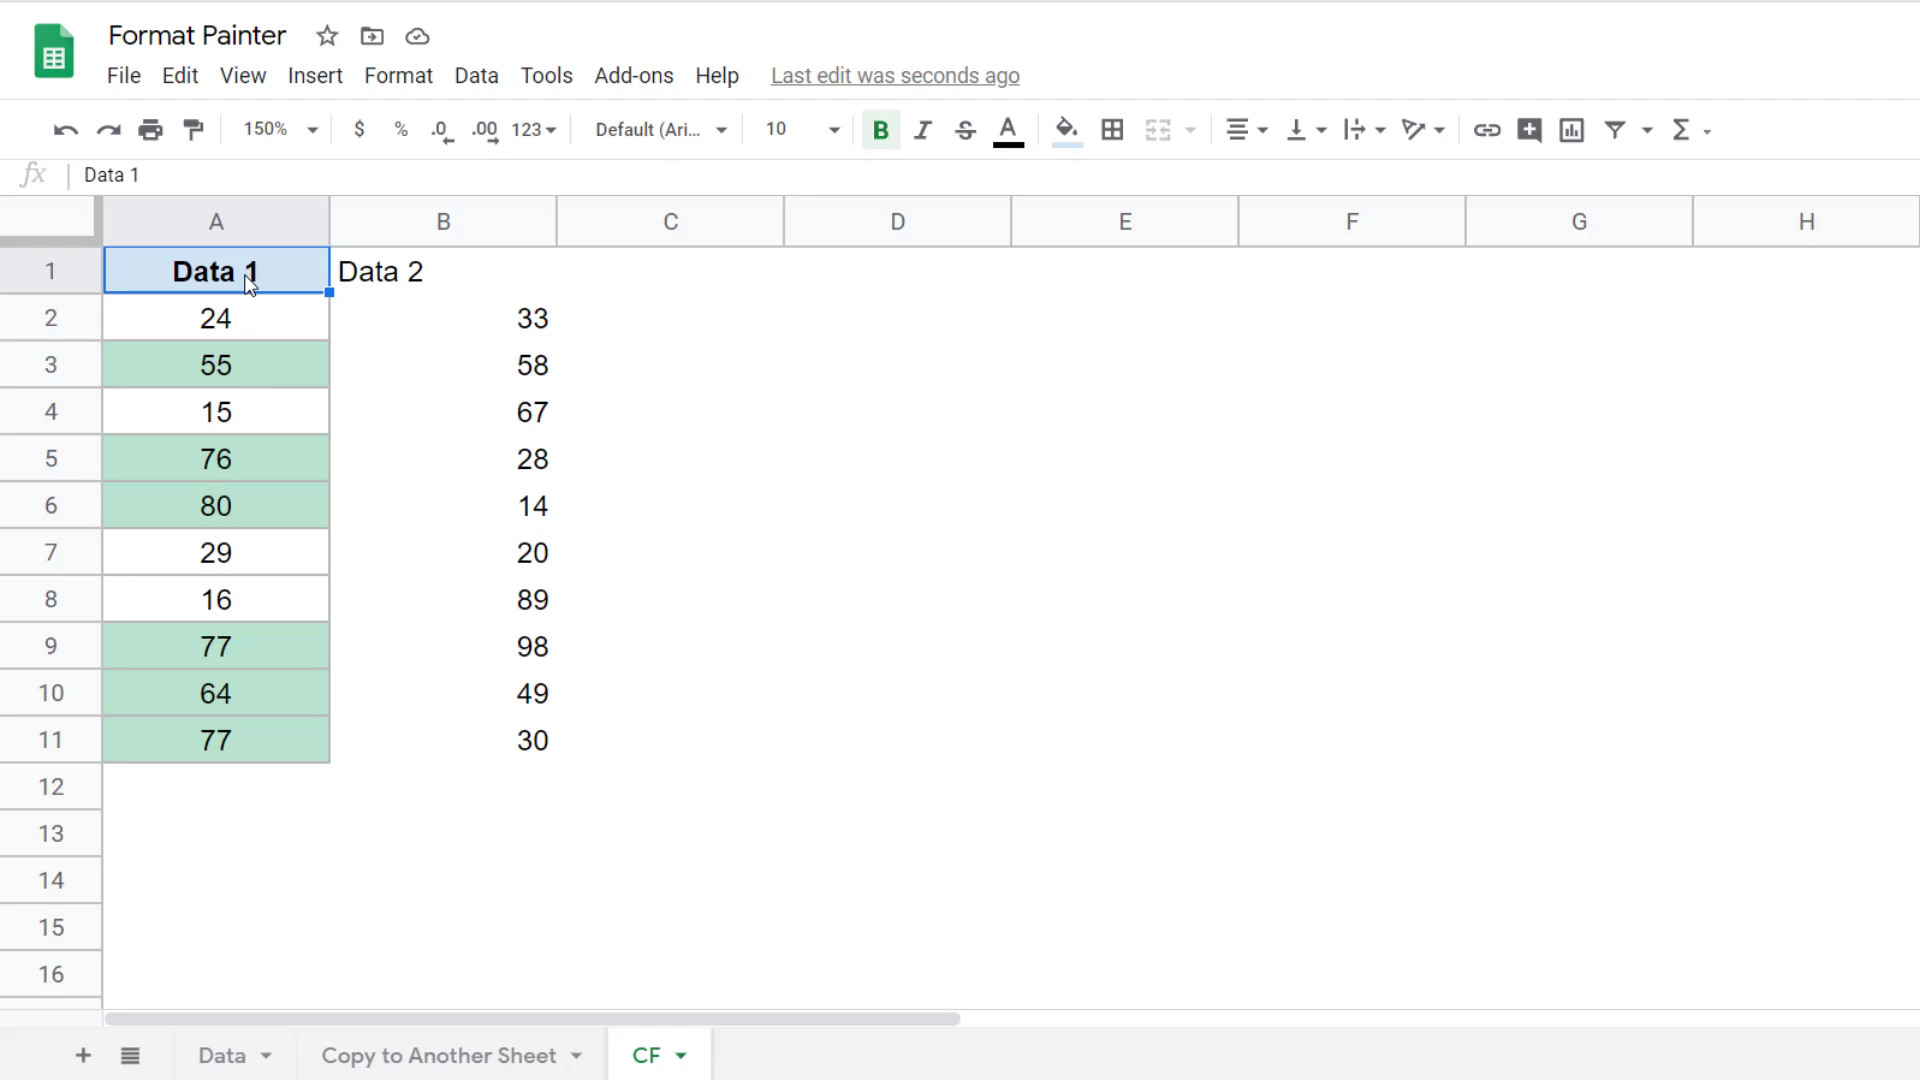 Format Painter
File Edit View Insert Format Data Tools Add-ons Help Last edit was seconds ago
150% $ % .0 .00 123 Default (Ari... 10 B I S A Σ
fx Data 1
A B C D E F G H
1 Data 1 Data 2
2 24 33
3 55 58
4 15 67
5 76 28
6 80 14
7 29 20
8 16 89
9 77 98
10 64 49
11 77 30
12
13
14
15
16
+ Data Copy to Another Sheet CF